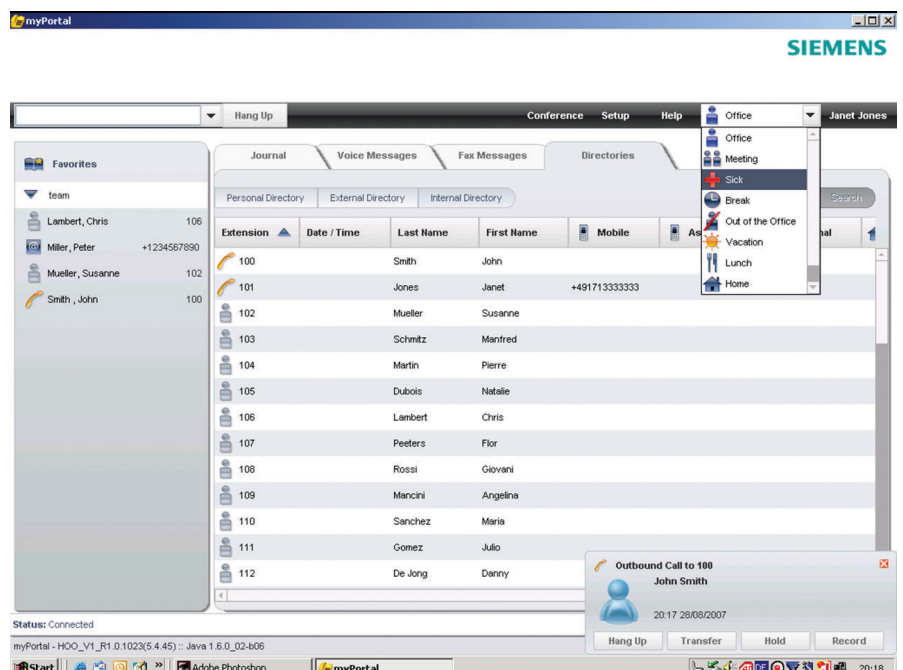 myPortal
SIEMENS
Hang Up
Conference Setup Help Office Janet Jones
Office
Meeting
Sick
Break
Out of the Office
Vacation
Lunch
Home
Favorites
team
Lambert, Chris 106
Miller, Peter +1234567890
Mueller, Susanne 102
Smith , John 100
Journal Voice Messages Fax Messages Directories
Personal Directory External Directory Internal Directory Search
Extension Date / Time Last Name First Name Mobile
100 Smith John
101 Jones Janet +491713333333
102 Mueller Susanne
103 Schmitz Manfred
104 Martin Pierre
105 Dubois Natalie
106 Lambert Chris
107 Peeters Flor
108 Rossi Giovani
109 Mancini Angelina
110 Sanchez Maria
111 Gomez Julio
112 De Jong Danny
Outbound Call to 100
John Smith
20:17 28/08/2007
Hang Up Transfer Hold Record
Status: Connected
myPortal - HOO_V1_R1.0.1023(5.4.45) :: Java 1.6.0_02-b06
Start Adobe Photoshop myPortal DE 20:18